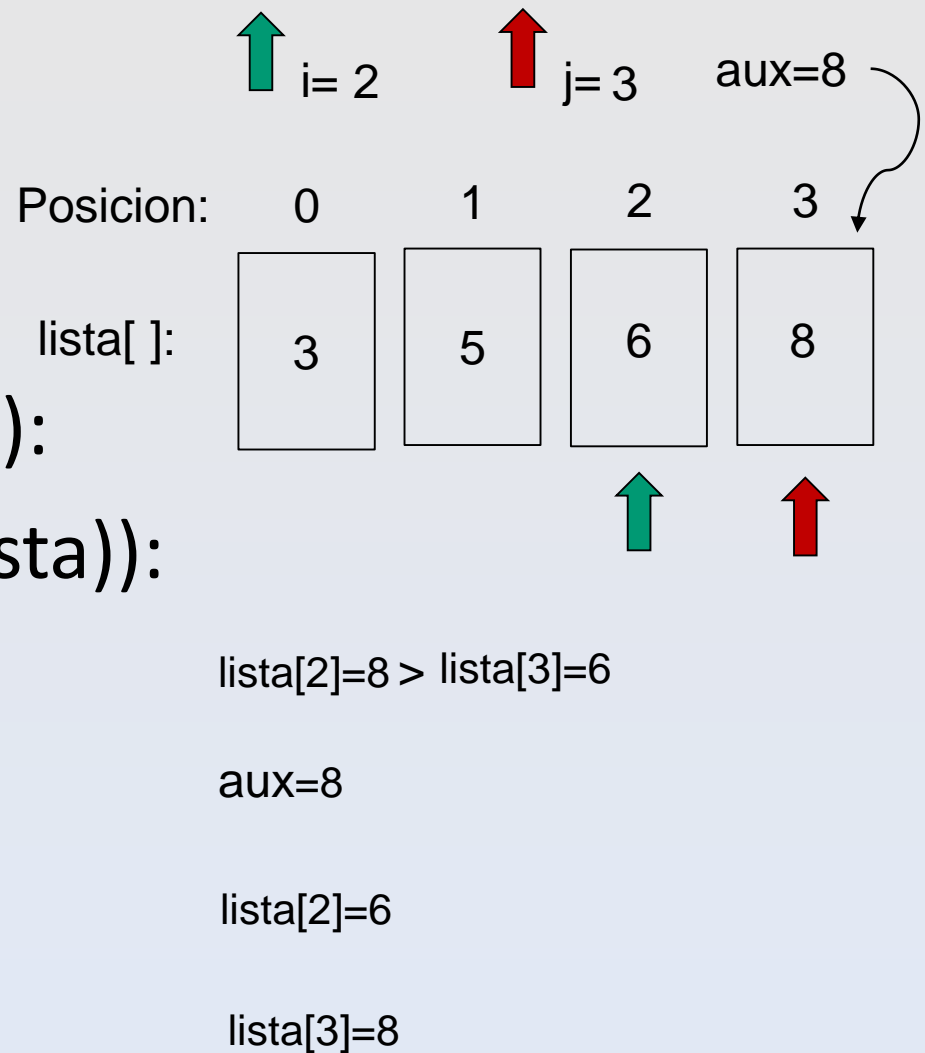 i= 2 j= 3 aux=8
Posicion: 0 1 2 3
lista[ ]: 3 5 6 8
):
sta)):
lista[2]=8 > lista[3]=6
aux=8
lista[2]=6
lista[3]=8